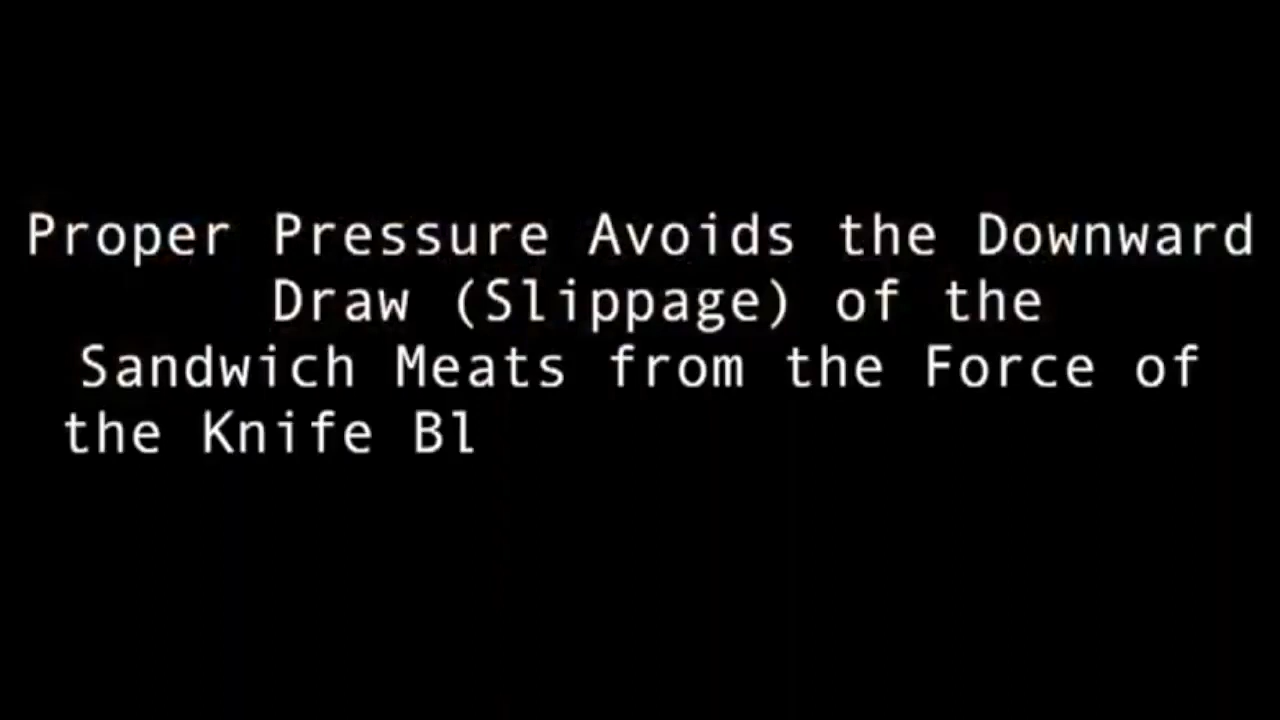 Proper Pressure Avoids the Downward
Draw (Slippage) of the
Sandwich Meats from the Force of
the Knife Bl